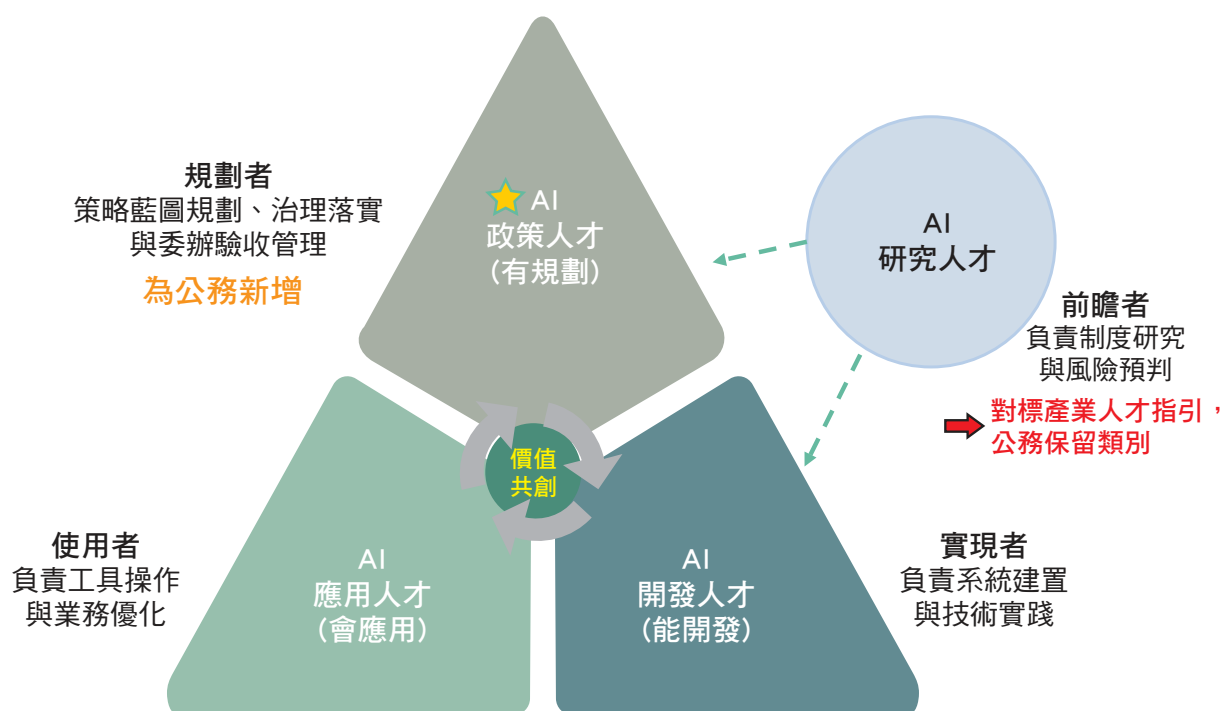 規劃者
策略藍圖規劃、治理落實
與委辦驗收管理
為公務新增
AI
政策人才
(有規劃)
AI
研究人才
前瞻者
負責制度研究
與風險預判
對標產業人才指引，
公務保留類別
價值
共創
使用者
負責工具操作
與業務優化
AI
應用人才
(會應用)
AI
開發人才
(能開發)
實現者
負責系統建置
與技術實踐